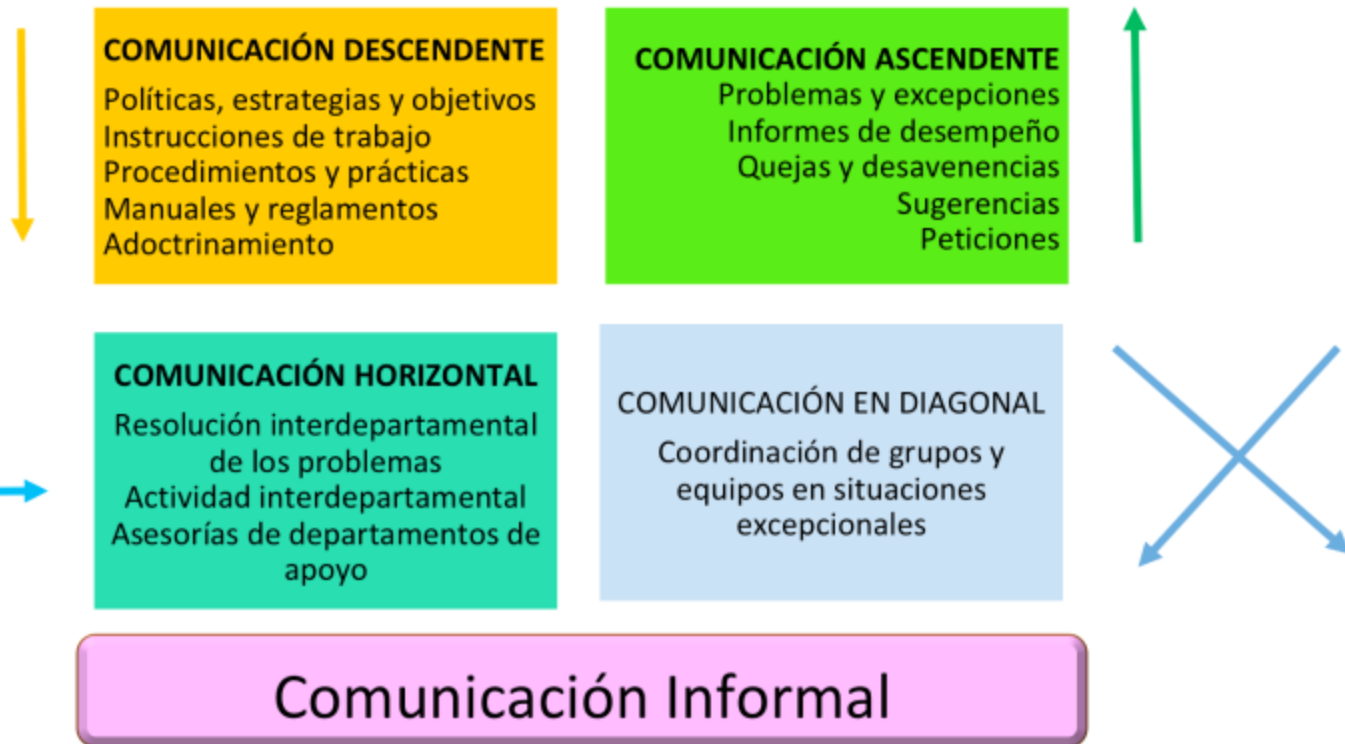 COMUNICACIÓN DESCENDENTE
Políticas, estrategias y objetivos
Instrucciones de trabajo
Procedimientos y prácticas
Manuales y reglamentos
Adoctrinamiento
COMUNICACIÓN ASCENDENTE
Problemas y excepciones
Informes de desempeño
Quejas y desavenencias
Sugerencias
Peticiones
COMUNICACIÓN HORIZONTAL
Resolución interdepartamental
de los problemas
Actividad interdepartamental
Asesorías de departamentos de
apoyo
COMUNICACIÓN EN DIAGONAL
Coordinación de grupos y
equipos en situaciones
excepcionales
Comunicación Informal